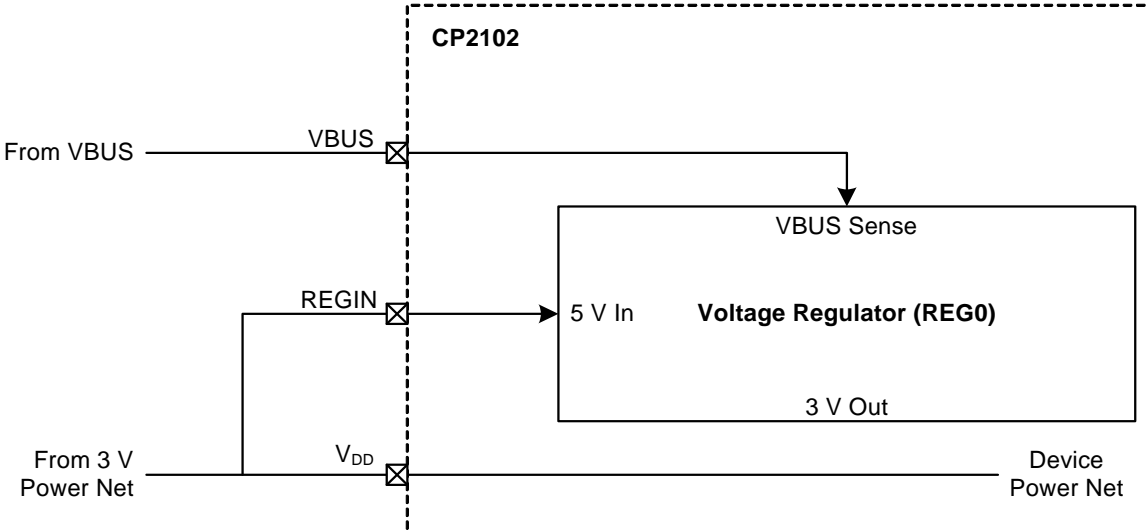 CP2102
VBUS
From VBUS
VBUS Sense
REGIN
5 V In
Voltage Regulator (REG0)
3 V Out
VDD
From 3 V
Power Net
Device
Power Net